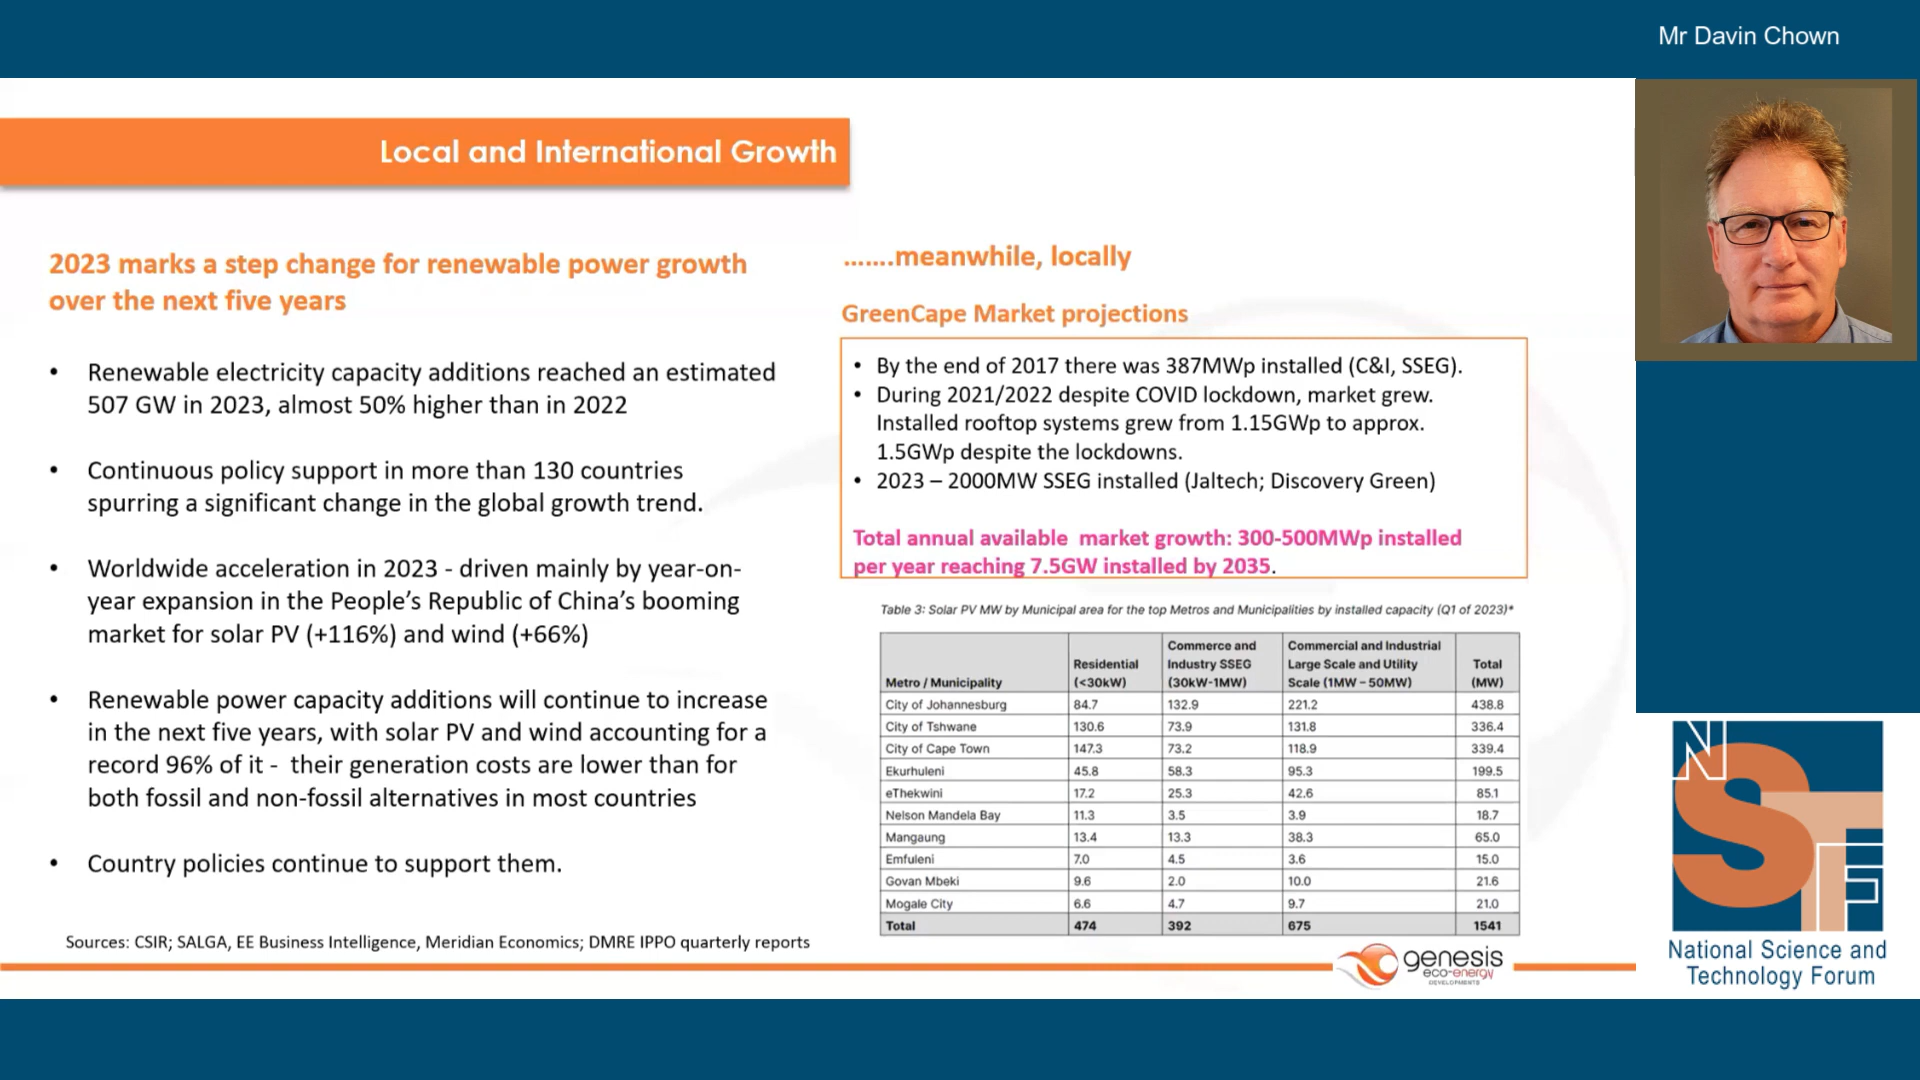 Mr Davin Chown
Local and International Growth
2023 marks a step change for renewable power growth
over the next five years
• Renewable electricity capacity additions reached an estimated
507 GW in 2023, almost 50% higher than in 2022
• Continuous policy support in more than 130 countries
spurring a significant change in the global growth trend.
• Worldwide acceleration in 2023 - driven mainly by year-on-
year expansion in the People's Republic of China's booming
market for solar PV (+116%) and wind (+66%)
• Renewable power capacity additions will continue to increase
in the next five years, with solar PV and wind accounting for a
record 96% of it - their generation costs are lower than for
both fossil and non-fossil alternatives in most countries
• Country policies continue to support them.
Sources: CSIR; SALGA, EE Business Intelligence, Meridian Economics; DMRE IPPO quarterly reports
.......meanwhile, locally
GreenCape Market projections
• By the end of 2017 there was 387MWp installed (C&I, SSEG).
• During 2021/2022 despite COVID lockdown, market grew.
Installed rooftop systems grew from 1.15GWp to approx.
1.5GWp despite the lockdowns.
• 2023 – 2000MW SSEG installed (Jaltech; Discovery Green)
Total annual available market growth: 300-500MWp installed
per year reaching 7.5GW installed by 2035.
Table 3: Solar PV MW by Municipal area for the top Metros and Municipalities by installed capacity (Q1 of 2023)*
Metro / Municipality Residential (<30kW) Commerce and Industry SSEG (30kW-1MW) Commercial and Industrial Large Scale and Utility Scale (1MW – 50MW) Total (MW)
City of Johannesburg 84.7 132.9 221.2 438.8
City of Tshwane 130.6 73.9 131.8 336.4
City of Cape Town 147.3 73.2 118.9 339.4
Ekurhuleni 45.8 58.3 95.3 199.5
eThekwini 17.2 25.3 42.6 85.1
Nelson Mandela Bay 11.3 3.5 3.9 18.7
Mangaung 13.4 13.3 38.3 65.0
Emfuleni 7.0 4.5 3.6 15.0
Govan Mbeki 9.6 2.0 10.0 21.6
Mogale City 6.6 4.7 9.7 21.0
Total 474 392 675 1541
genesis
eco-energy
DEVELOPMENTS
NSTF
National Science and
Technology Forum